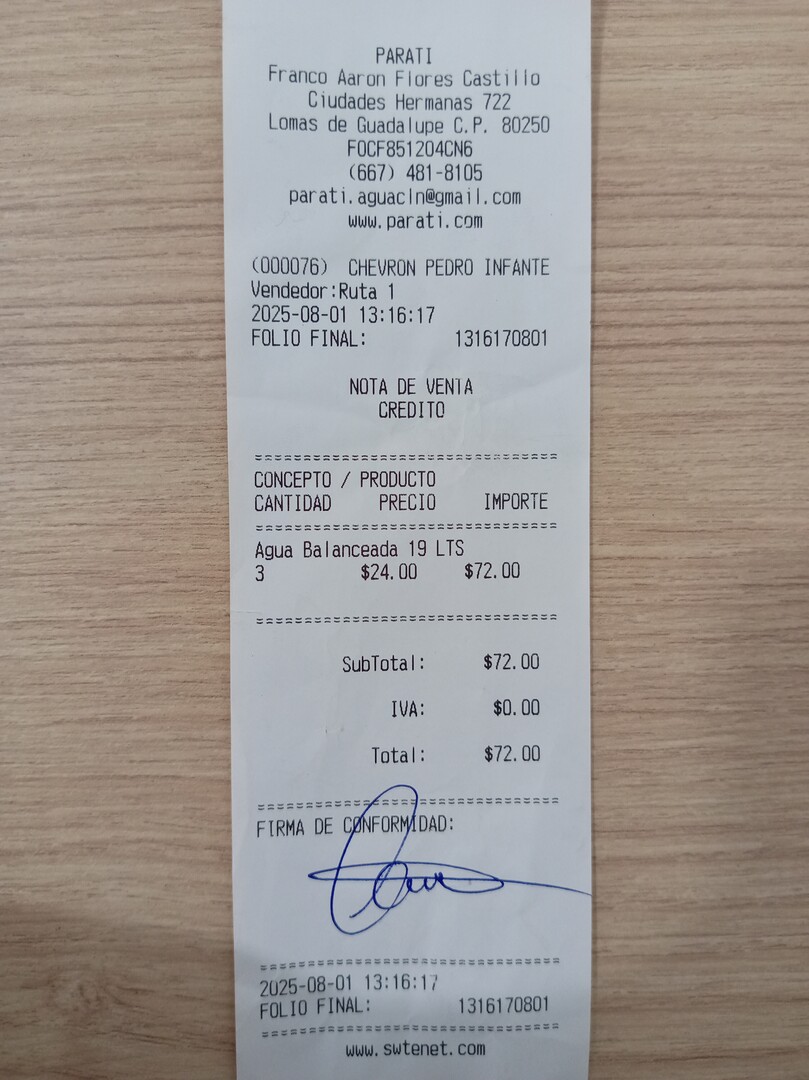 PARATI
Franco Aaron Flores Castillo
Ciudades Hermanas 722
Lomas de Guadalupe C.P. 80250
FOCF851204CN6
(667) 481-8105
parati.aguacln@gmail.com
www.parati.com
(000076) CHEVRON PEDRO INFANTE
Vendedor:Ruta 1
2025-08-01 13:16:17
FOLIO FINAL: 1316170801
NOTA DE VENTA
CREDITO
===============================
CONCEPTO / PRODUCTO
CANTIDAD PRECIO IMPORTE
===============================
Agua Balanceada 19 LTS
3 $24.00 $72.00
===============================
SubTotal: $72.00
IVA: $0.00
Total: $72.00
===============================
FIRMA DE CONFORMIDAD:
===============================
2025-08-01 13:16:17
FOLIO FINAL: 1316170801
===============================
www.swtenet.com